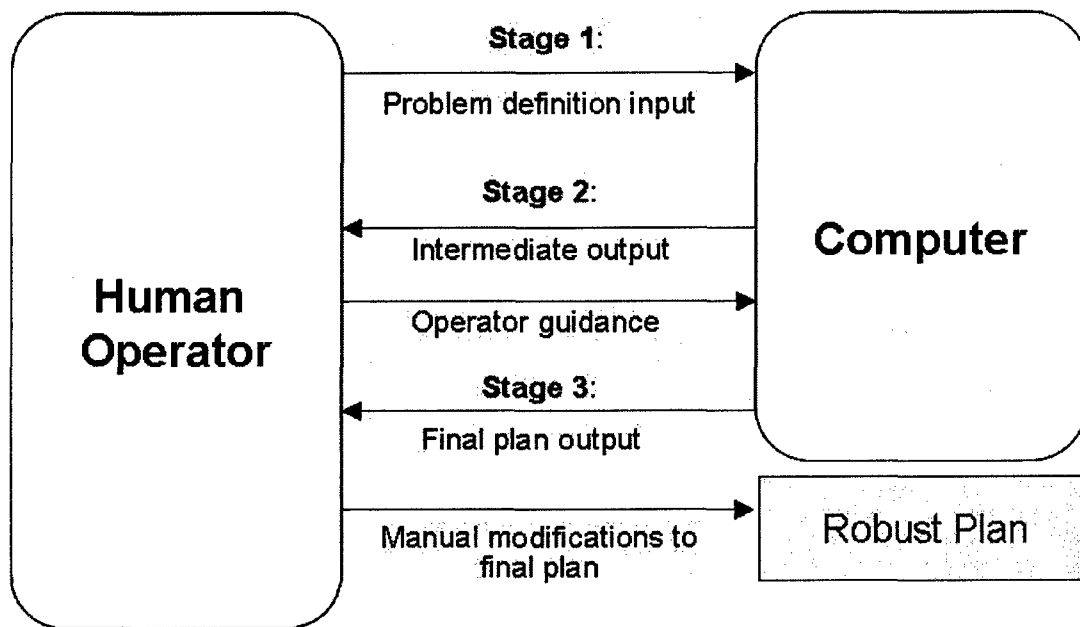 Stage 1:
Problem definition input
Stage 2:
Intermediate output
Human
Operator
Computer
Operator guidance
Stage 3:
Final plan output
Manual modifications to
final plan
Robust Plan